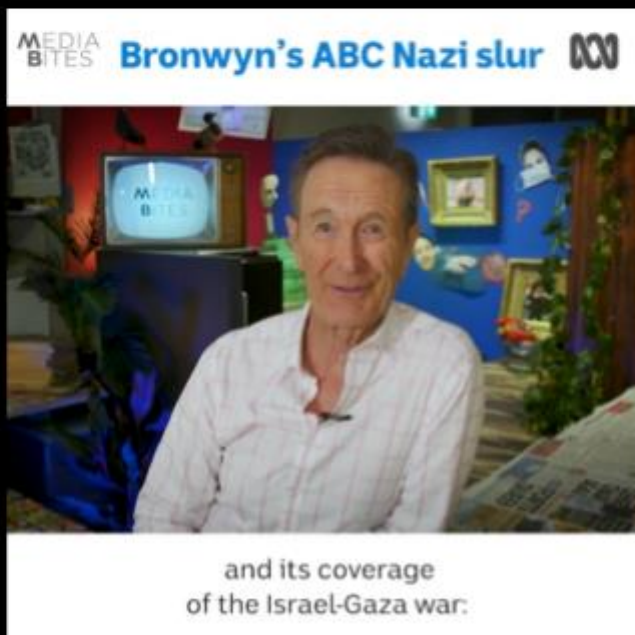 MEDIA
BITES
Bronwyn's ABC Nazi slur
MEDIA
BITES
?
and its coverage
of the Israel-Gaza war: